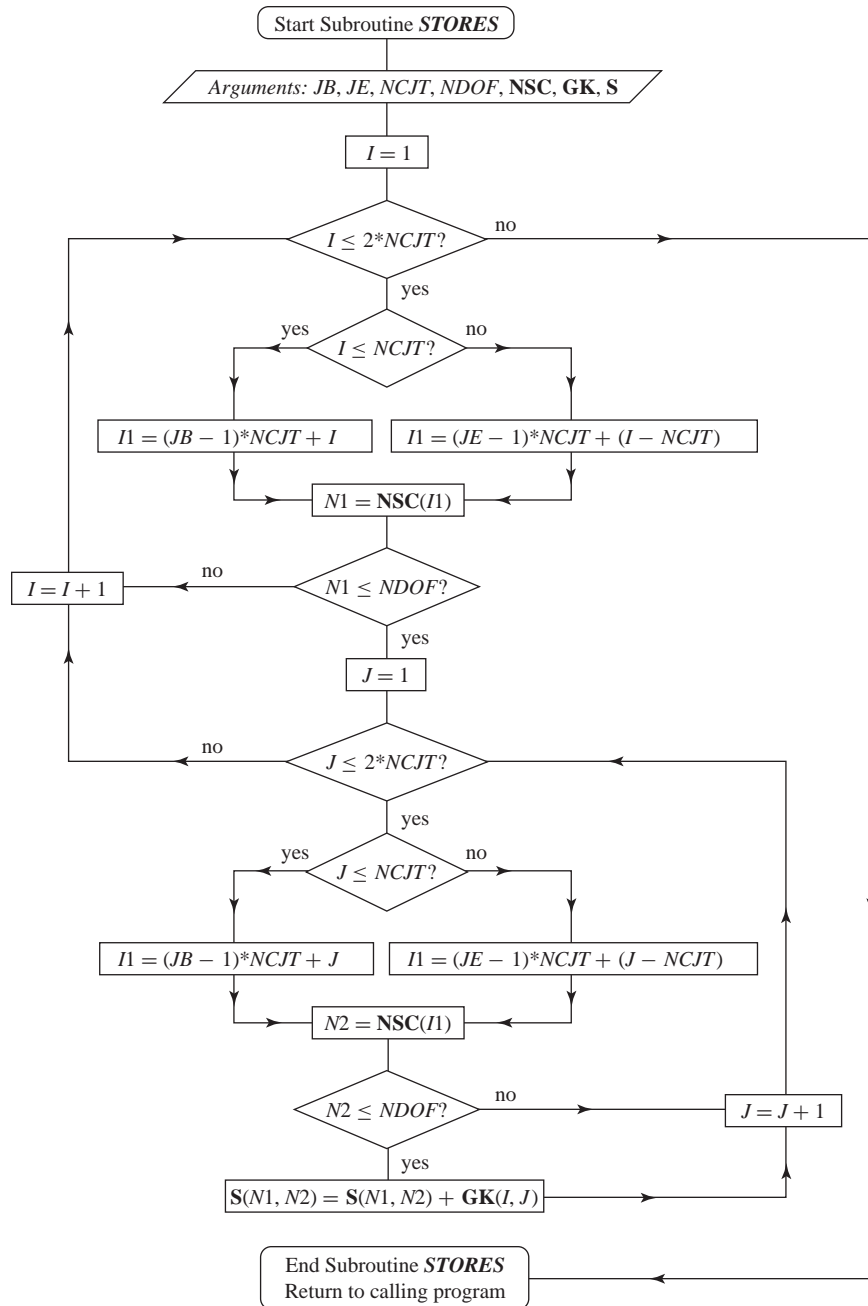 Start Subroutine STORES
Arguments: JB, JE, NCJT, NDOF, NSC, GK, S
I = 1
I ≤ 2*NCJT?
no
yes
yes
I ≤ NCJT?
no
I1 = (JB − 1)*NCJT + I
I1 = (JE − 1)*NCJT + (I − NCJT)
N1 = NSC(I1)
I = I + 1
no
N1 ≤ NDOF?
yes
J = 1
no
J ≤ 2*NCJT?
yes
yes
J ≤ NCJT?
no
I1 = (JB − 1)*NCJT + J
I1 = (JE − 1)*NCJT + (J − NCJT)
N2 = NSC(I1)
N2 ≤ NDOF?
no
J = J + 1
yes
S(N1, N2) = S(N1, N2) + GK(I, J)
End Subroutine STORES
Return to calling program